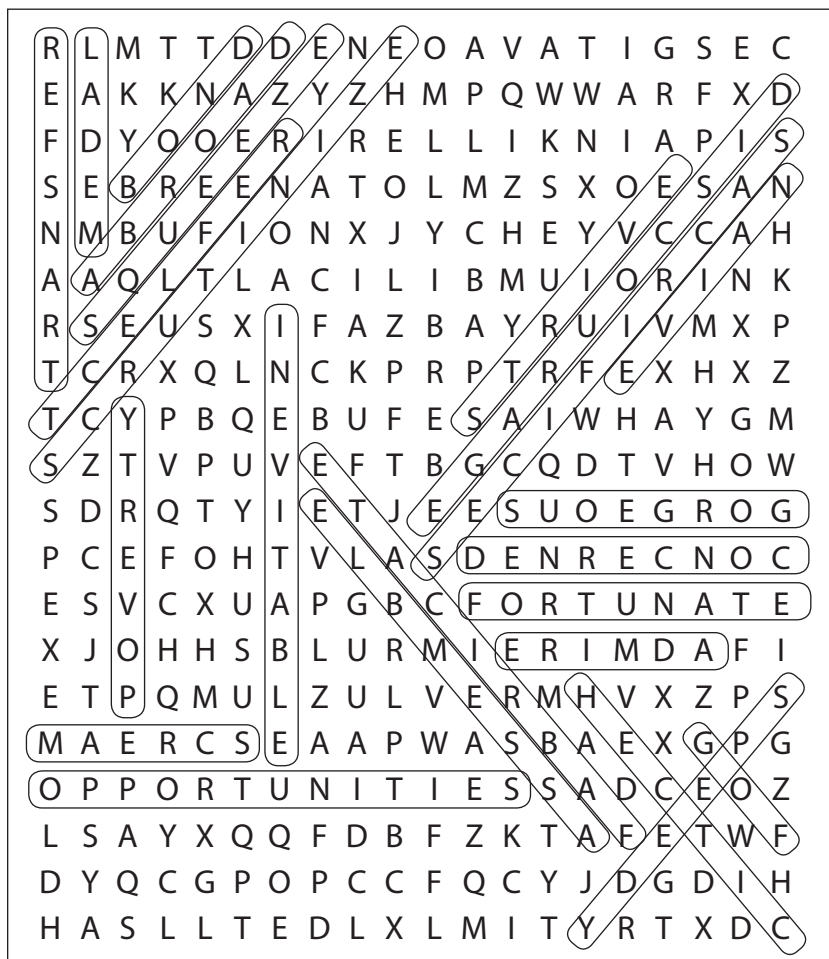 R L M T T D D E N E O A V A T I G S E C
E A K K N A Z Y Z H M P Q W W A R F X D
F D Y O O E R I R E L L I K N I A P I S
S E B R E E N A T O L M Z S X O E S A N
N M B U F I O N X J Y C H E Y V C C A H
A A Q L T L A C I L I B M U I O R I N K
R S E U S X I F A Z B A Y R U I V M X P
T C R X Q L N C K P R P T R F E X H X Z
T C Y P B Q E B U F E S A I W H A Y G M
S Z T V P U V E F T B G C Q D T V H O W
S D R Q T Y I E T J E E S U O E G R O G
P C E F O H T V L A S D E N R E C N O C
E S V C X U A P G B C F O R T U N A T E
X J O H H S B L U R M I E R I M D A F I
E T P Q M U L Z U L V E R M H V X Z P S
M A E R C S E A A P W A S B A E X G P G
O P P O R T U N I T I E S S A D C E O Z
L S A Y X Q Q F D B F Z K T A F E T W F
D Y Q C G P O P C C F Q C Y J D G D I H
H A S L L T E D L X L M I T Y R T X D C